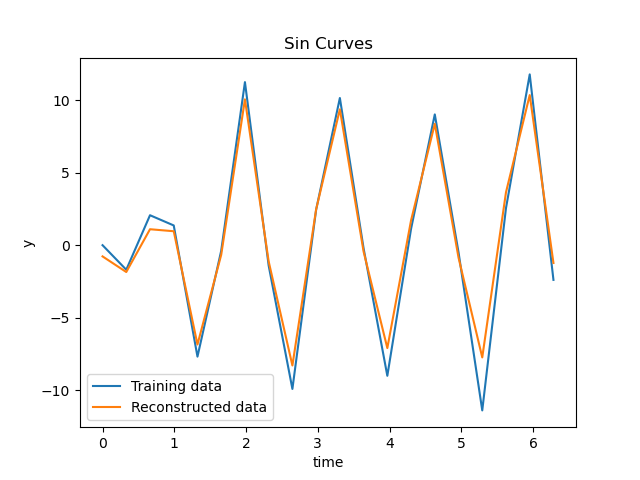 Sin Curves
y
10
5
0
−5
−10
Training data
Reconstructed data
0 1 2 3 4 5 6
time